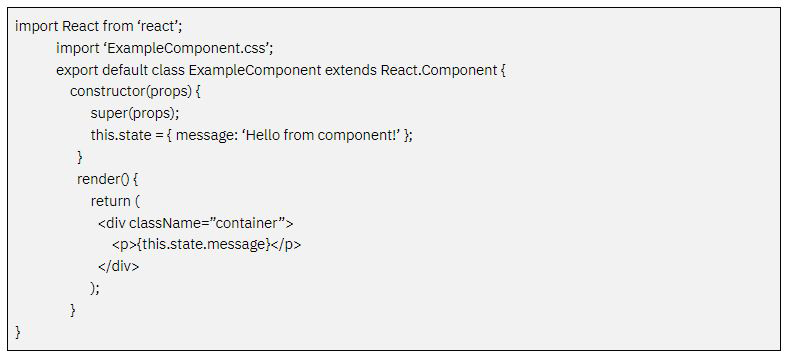 import React from ‘react’;
import ‘ExampleComponent.css’;
export default class ExampleComponent extends React.Component {
constructor(props) {
super(props);
this.state = { message: ‘Hello from component!’ };
}
render() {
return (
<div className=”container”>
<p>{this.state.message}</p>
</div>
);
}
}